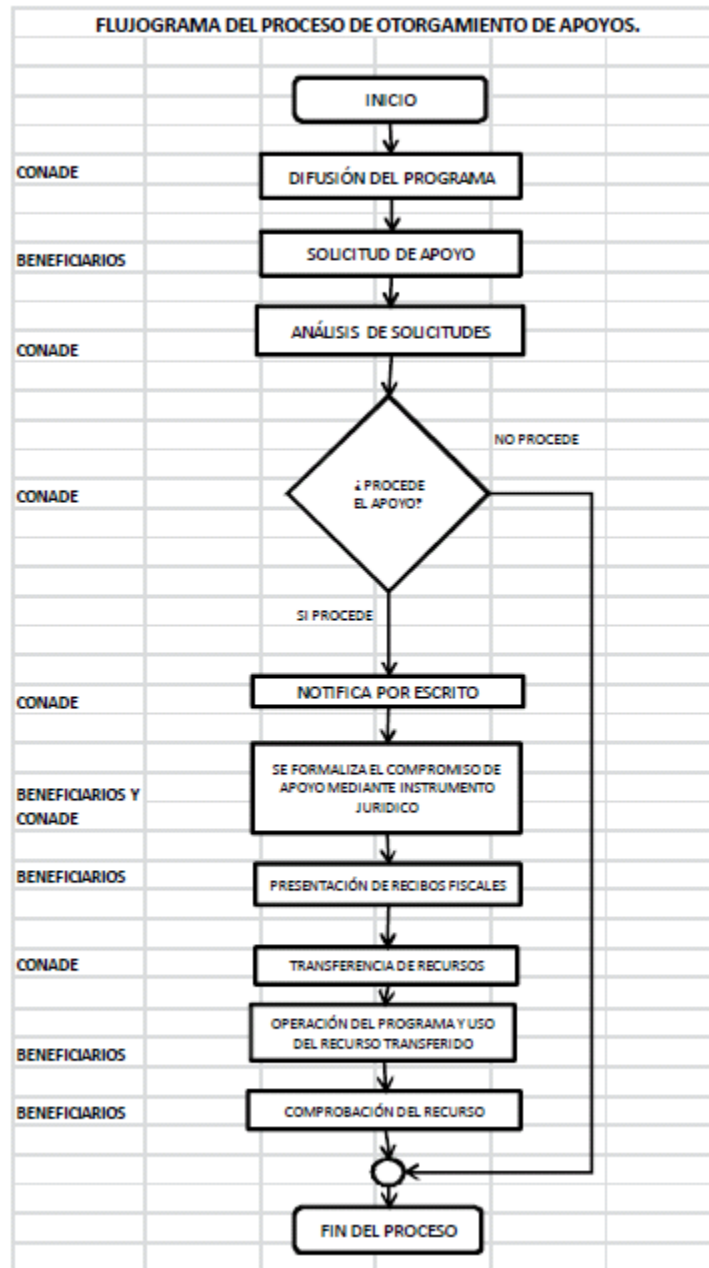 FLUJOGRAMA DEL PROCESO DE OTORGAMIENTO DE APOYOS.
INICIO
CONADE
DIFUSIÓN DEL PROGRAMA
BENEFICIARIOS
SOLICITUD DE APOYO
CONADE
ANÁLISIS DE SOLICITUDES
NO PROCEDE
CONADE
¿PROCEDE
EL APOYO?
SI PROCEDE
CONADE
NOTIFICA POR ESCRITO
BENEFICIARIOS Y
CONADE
SE FORMALIZA EL COMPROMISO DE
APOYO MEDIANTE INSTRUMENTO
JURIDICO
BENEFICIARIOS
PRESENTACIÓN DE RECIBOS FISCALES
CONADE
TRANSFERENCIA DE RECURSOS
BENEFICIARIOS
OPERACIÓN DEL PROGRAMA Y USO
DEL RECURSO TRANSFERIDO
BENEFICIARIOS
COMPROBACIÓN DEL RECURSO
FIN DEL PROCESO